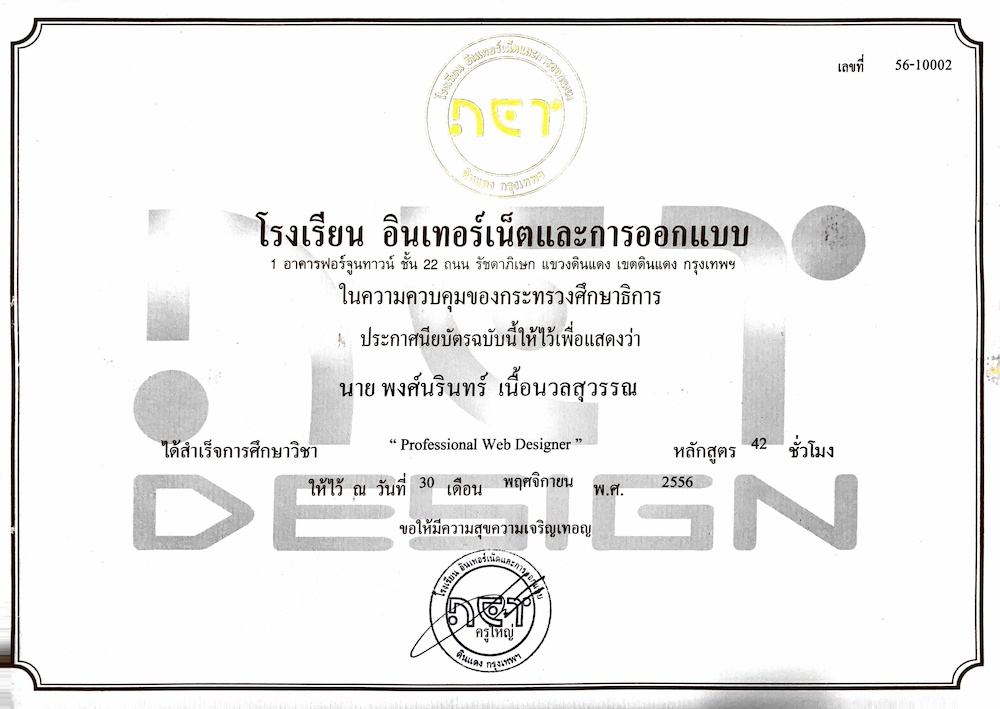 เลขที่ 56-10002
โรงเรียน อินเทอร์เน็ตและการออกแบบ
ดินแดง กรุงเทพฯ
โรงเรียน อินเทอร์เน็ตและการออกแบบ
1 อาคารฟอร์จูนทาวน์ ชั้น 22 ถนน รัชดาภิเษก แขวงดินแดง เขตดินแดง กรุงเทพฯ
ในความควบคุมของกระทรวงศึกษาธิการ
ประกาศนียบัตรฉบับนี้ให้ไว้เพื่อแสดงว่า
นาย พงศ์นรินทร์ เนื้อนวลสุวรรณ
ได้สำเร็จการศึกษาวิชา “ Professional Web Designer ” หลักสูตร 42 ชั่วโมง
ให้ไว้ ณ วันที่ 30 เดือน พฤศจิกายน พ.ศ. 2556
DESIGN
ขอให้มีความสุขความเจริญเทอญ
โรงเรียน อินเทอร์เน็ตและการออกแบบ
ครูใหญ่
ดินแดง กรุงเทพฯ